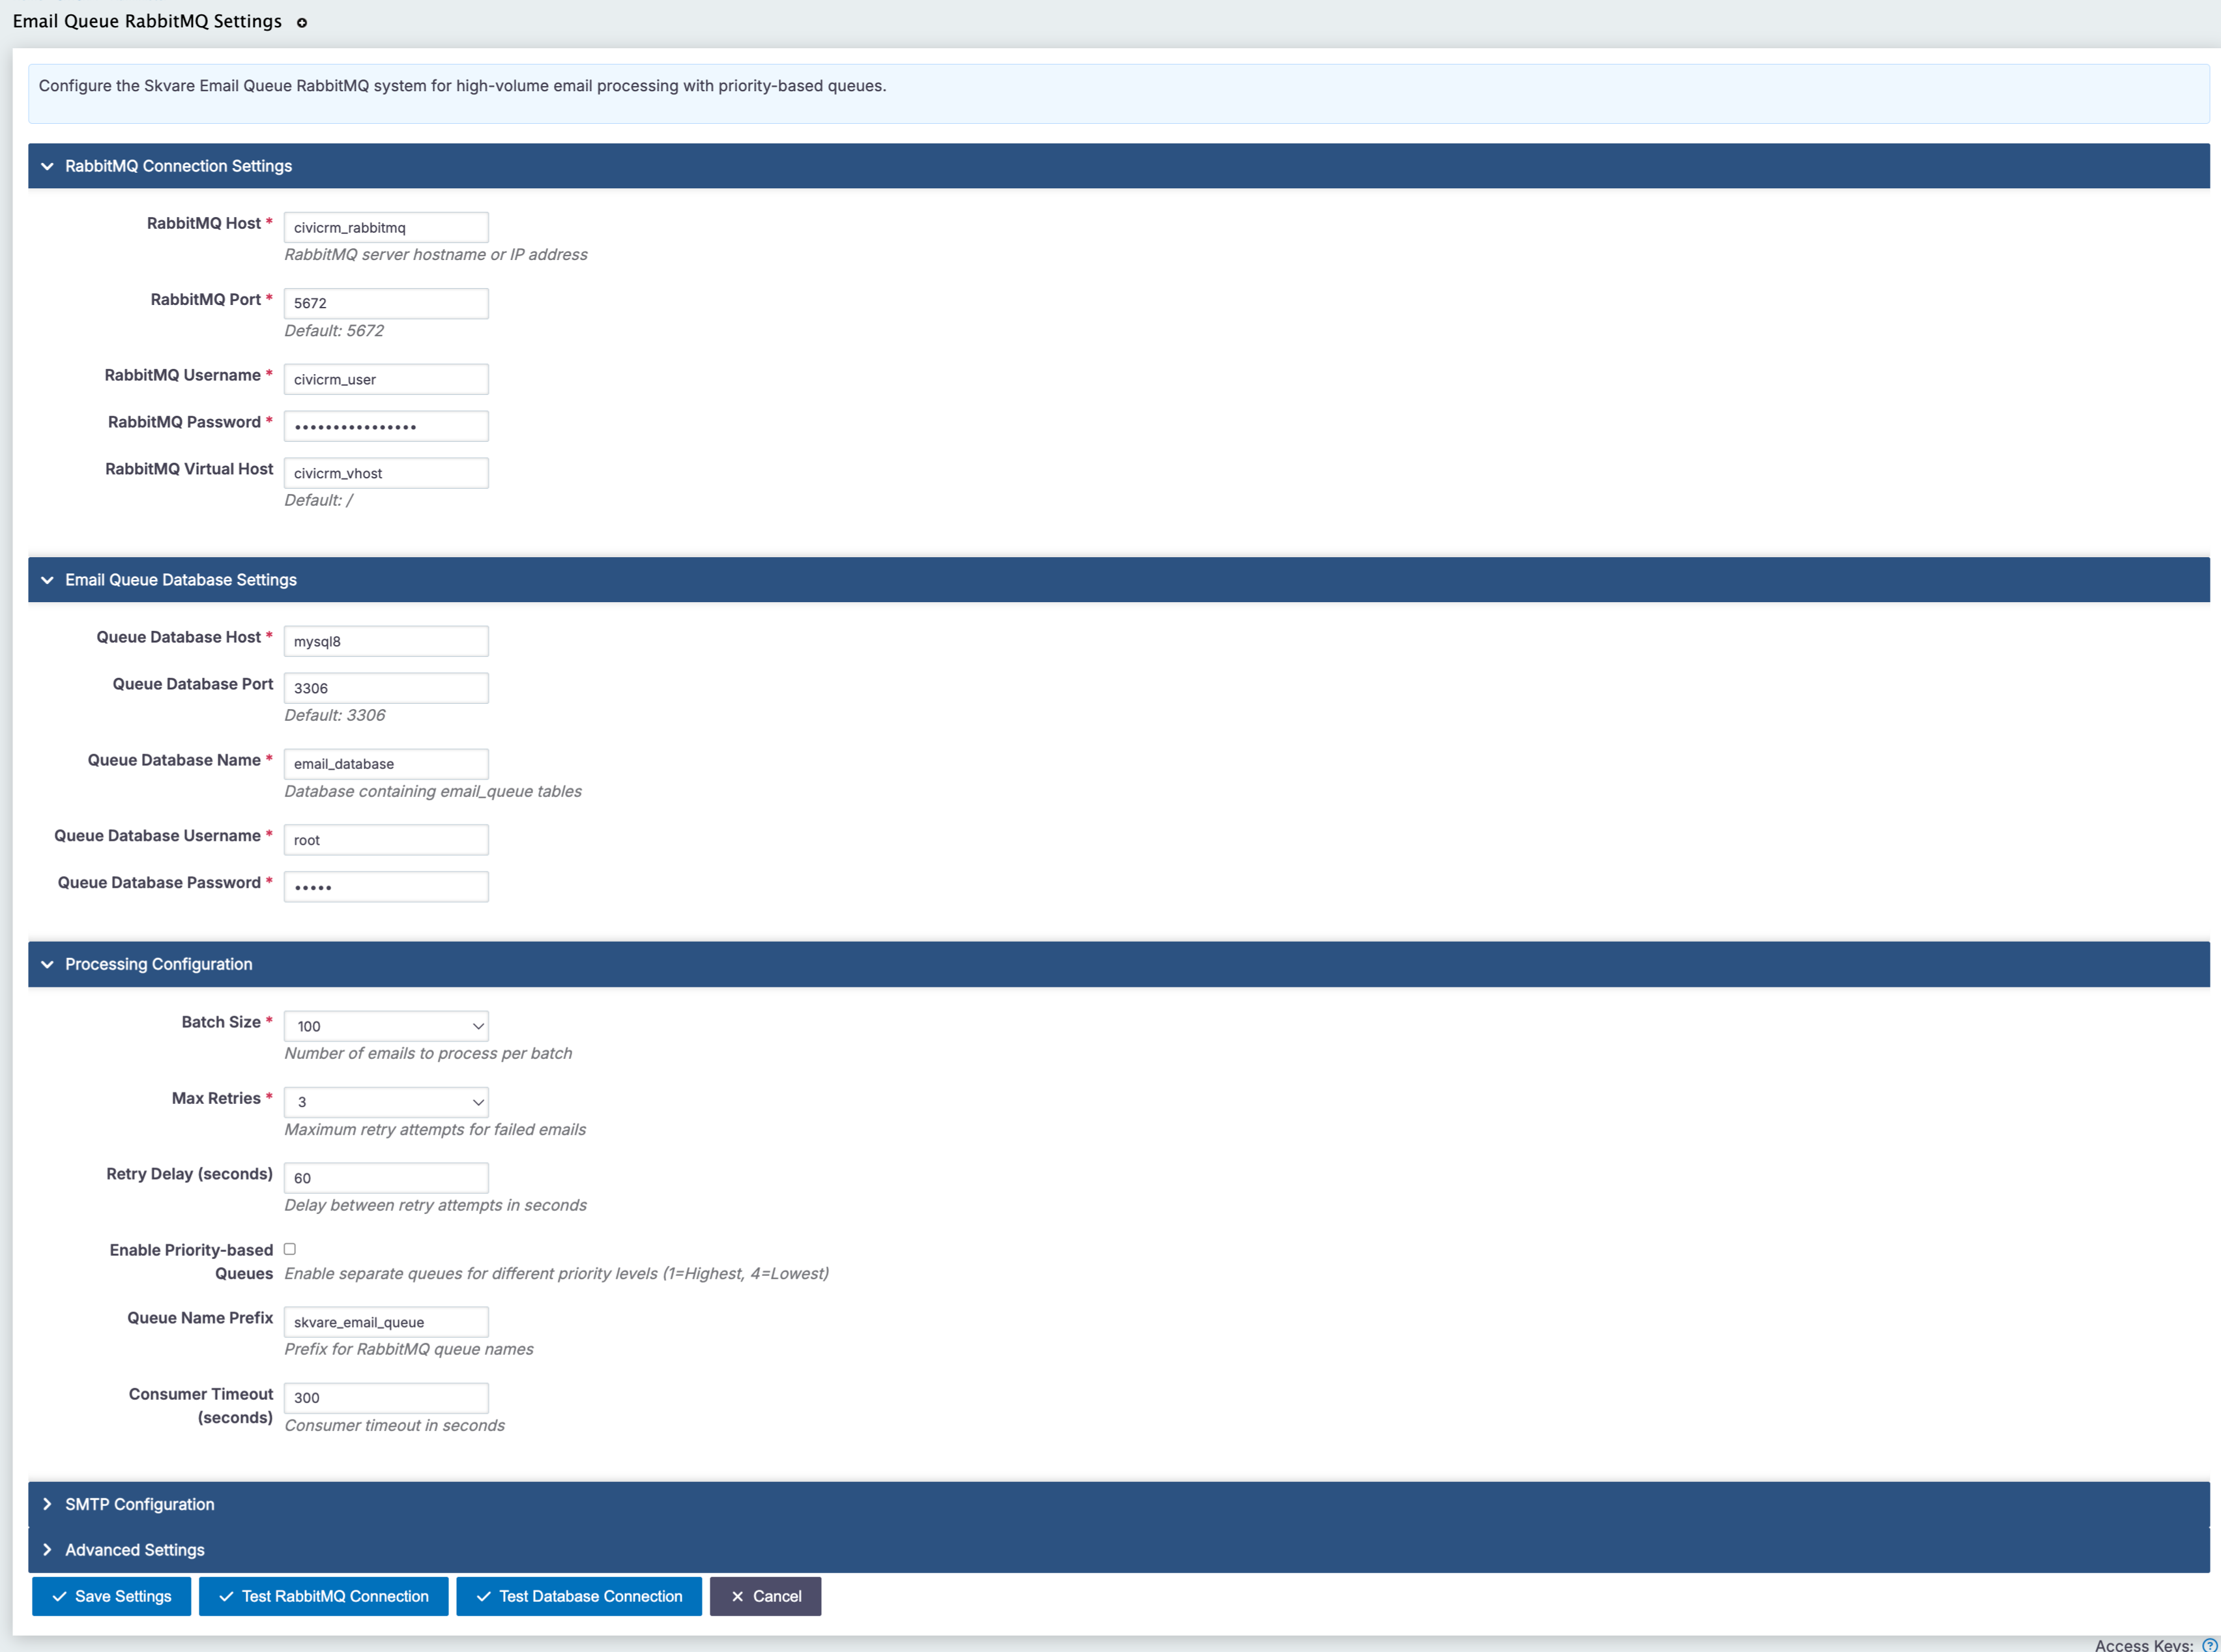 Email Queue RabbitMQ Settings
Configure the Skvare Email Queue RabbitMQ system for high-volume email processing with priority-based queues.
RabbitMQ Connection Settings
RabbitMQ Host * civicrm_rabbitmq
RabbitMQ server hostname or IP address
RabbitMQ Port * 5672
Default: 5672
RabbitMQ Username * civicrm_user
RabbitMQ Password * ••••••••••••••••
RabbitMQ Virtual Host civicrm_vhost
Default: /
Email Queue Database Settings
Queue Database Host * mysql8
Queue Database Port 3306
Default: 3306
Queue Database Name * email_database
Database containing email_queue tables
Queue Database Username * root
Queue Database Password * •••••
Processing Configuration
Batch Size * 100
Number of emails to process per batch
Max Retries * 3
Maximum retry attempts for failed emails
Retry Delay (seconds) 60
Delay between retry attempts in seconds
Enable Priority-based
Queues Enable separate queues for different priority levels (1=Highest, 4=Lowest)
Queue Name Prefix skvare_email_queue
Prefix for RabbitMQ queue names
Consumer Timeout 300
(seconds) Consumer timeout in seconds
SMTP Configuration
Advanced Settings
Save Settings Test RabbitMQ Connection Test Database Connection Cancel
Access Keys: ?